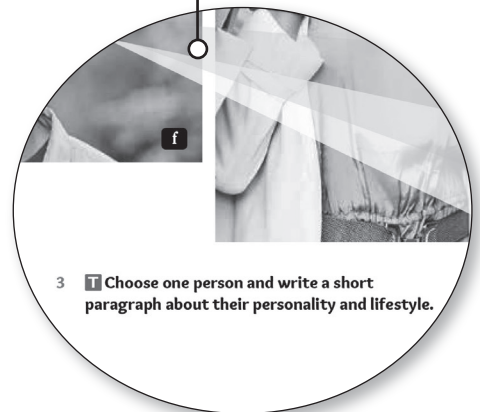 f
3 T Choose one person and write a short
paragraph about their personality and lifestyle.